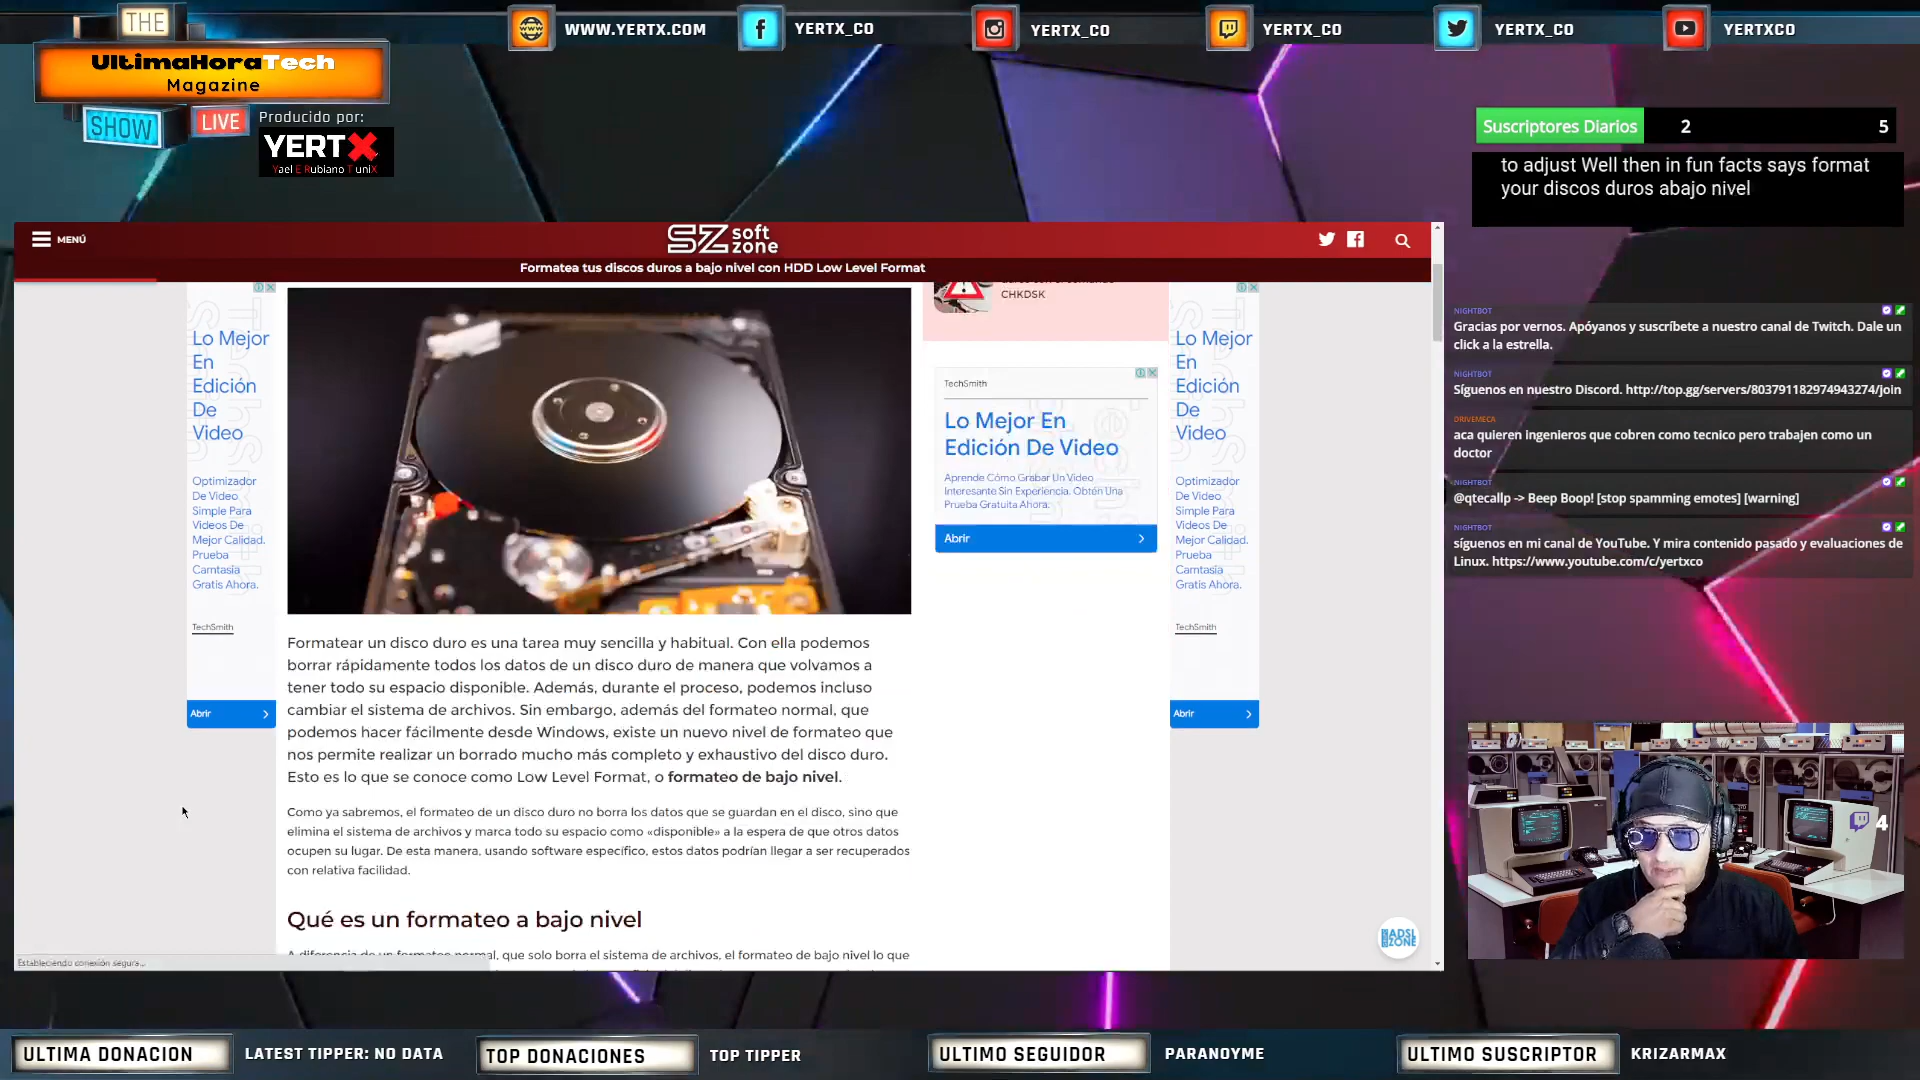 THE
UltimaHoraTech
Magazine
SHOW
LIVE
Producido por:
YERTX
Yael E Rubiano T uniX
WWW.YERTX.COM
YERTX_CO
YERTX_CO
YERTX_CO
YERTX_CO
YERTXCO
Suscriptores Diarios
2
5
to adjust Well then in fun facts says format
your discos duros abajo nivel
MENÚ
SZ soft
zone
Formatea tus discos duros a bajo nivel con HDD Low Level Format
Lo Mejor
En
Edición
De
Video
Optimizador
De Video
Simple Para
Videos De
Mejor Calidad.
Prueba
Camtasia
Gratis Ahora.
TechSmith
Abrir
CHKDSK
TechSmith
Lo Mejor En
Edición De Video
Aprende Cómo Grabar Un Video
Interesante Sin Experiencia. Obtén Una
Prueba Gratuita Ahora.
Abrir
Lo Mejor
En
Edición
De
Video
Optimizador
De Video
Simple Para
Videos De
Mejor Calidad.
Prueba
Camtasia
Gratis Ahora.
TechSmith
Abrir
Formatear un disco duro es una tarea muy sencilla y habitual. Con ella podemos
borrar rápidamente todos los datos de un disco duro de manera que volvamos a
tener todo su espacio disponible. Además, durante el proceso, podemos incluso
cambiar el sistema de archivos. Sin embargo, además del formateo normal, que
podemos hacer fácilmente desde Windows, existe un nuevo nivel de formateo que
nos permite realizar un borrado mucho más completo y exhaustivo del disco duro.
Esto es lo que se conoce como Low Level Format, o formateo de bajo nivel.
Como ya sabremos, el formateo de un disco duro no borra los datos que se guardan en el disco, sino que
elimina el sistema de archivos y marca todo su espacio como «disponible» a la espera de que otros datos
ocupen su lugar. De esta manera, usando software específico, estos datos podrían llegar a ser recuperados
con relativa facilidad.
Qué es un formateo a bajo nivel
A diferencia de un formateo normal, que solo borra el sistema de archivos, el formateo de bajo nivel lo que
Estableciendo conexión segura...
ADSL
ZONE
NIGHTBOT
Gracias por vernos. Apóyanos y suscríbete a nuestro canal de Twitch. Dale un
click a la estrella.
NIGHTBOT
Síguenos en nuestro Discord. http://top.gg/servers/803791182974943274/join
DRIVEMECA
aca quieren ingenieros que cobren como tecnico pero trabajen como un
doctor
NIGHTBOT
@qtecallp -> Beep Boop! [stop spamming emotes] [warning]
NIGHTBOT
síguenos en mi canal de YouTube. Y mira contenido pasado y evaluaciones de
Linux. https://www.youtube.com/c/yertxco
4
ULTIMA DONACION
LATEST TIPPER: NO DATA
TOP DONACIONES
TOP TIPPER
ULTIMO SEGUIDOR
PARANOYME
ULTIMO SUSCRIPTOR
KRIZARMAX